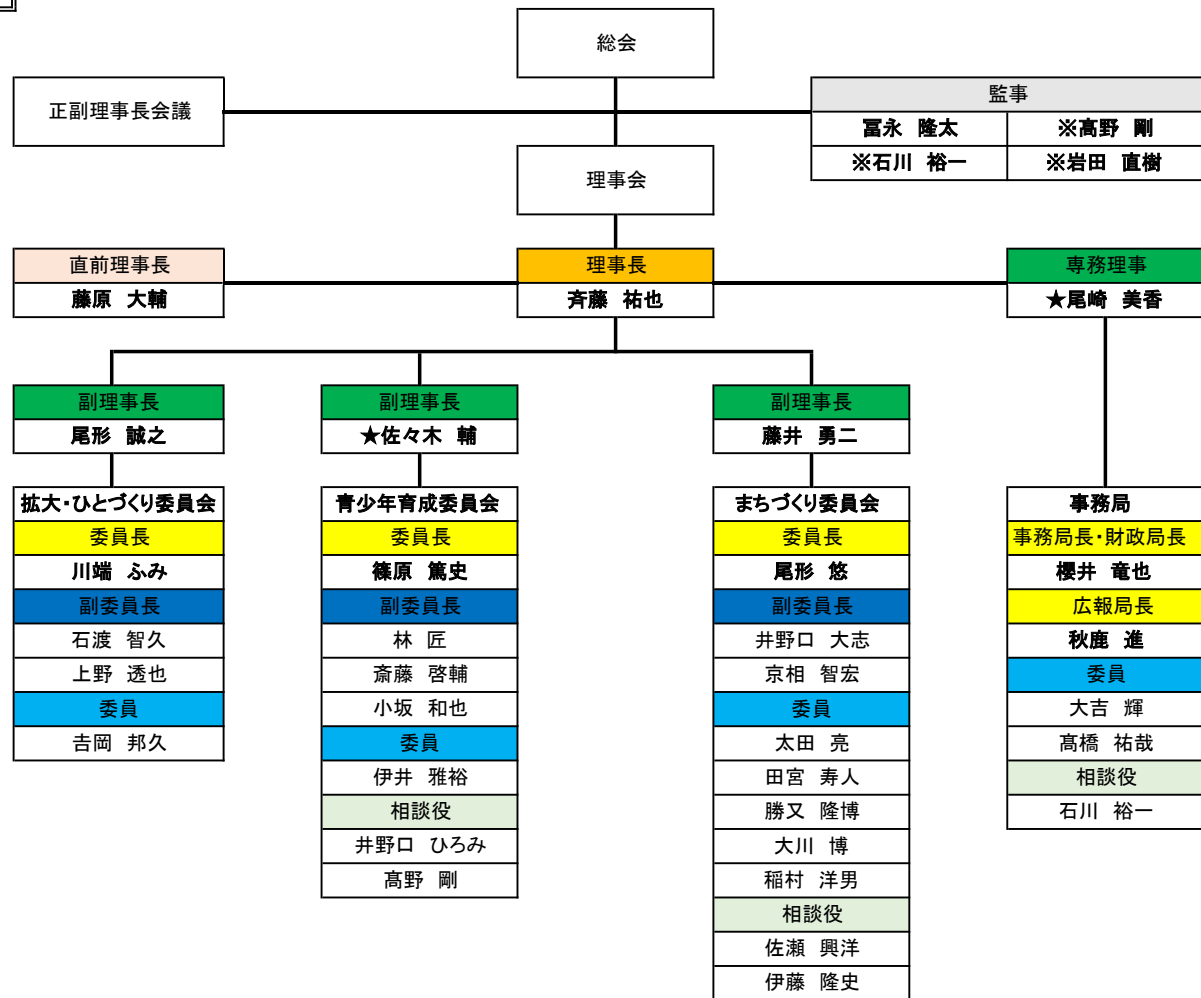 総会
正副理事長会議
監事
冨永 隆太 ※髙野 剛
※石川 裕一 ※岩田 直樹
理事会
直前理事長
藤原 大輔
理事長
斉藤 祐也
専務理事
★尾崎 美香
副理事長
尾形 誠之
拡大・ひとづくり委員会
委員長
川端 ふみ
副委員長
石渡 智久
上野 透也
委員
吉岡 邦久
副理事長
★佐々木 輔
青少年育成委員会
委員長
篠原 篤史
副委員長
林 匠
斎藤 啓輔
小坂 和也
委員
伊井 雅裕
相談役
井野口 ひろみ
髙野 剛
副理事長
藤井 勇二
まちづくり委員会
委員長
尾形 悠
副委員長
井野口 大志
京相 智宏
委員
太田 亮
田宮 寿人
勝又 隆博
大川 博
稲村 洋男
相談役
佐瀬 興洋
伊藤 隆史
事務局
事務局長・財政局長
櫻井 竜也
広報局長
秋鹿 進
委員
大吉 輝
髙橋 祐哉
相談役
石川 裕一